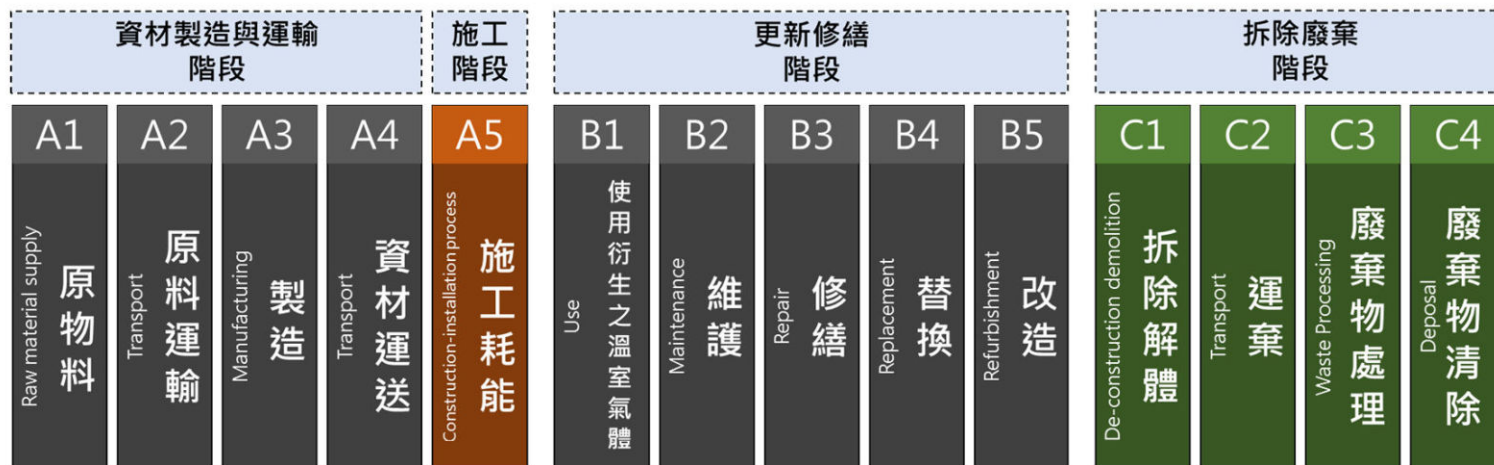 資材製造與運輸
階段
施工
階段
更新修繕
階段
拆除廢棄
階段
A1
Raw material supply
原物料
A2
Transport
原料運輸
A3
Manufacturing
製造
A4
Transport
資材運送
A5
Construction-installation process
施工耗能
B1
Use
使用衍生之溫室氣體
B2
Maintenance
維護
B3
Repair
修繕
B4
Replacement
替換
B5
Refurbishment
改造
C1
De-construction demolition
拆除解體
C2
Transport
運棄
C3
Waste Processing
廢棄物處理
C4
Deposal
廢棄物清除